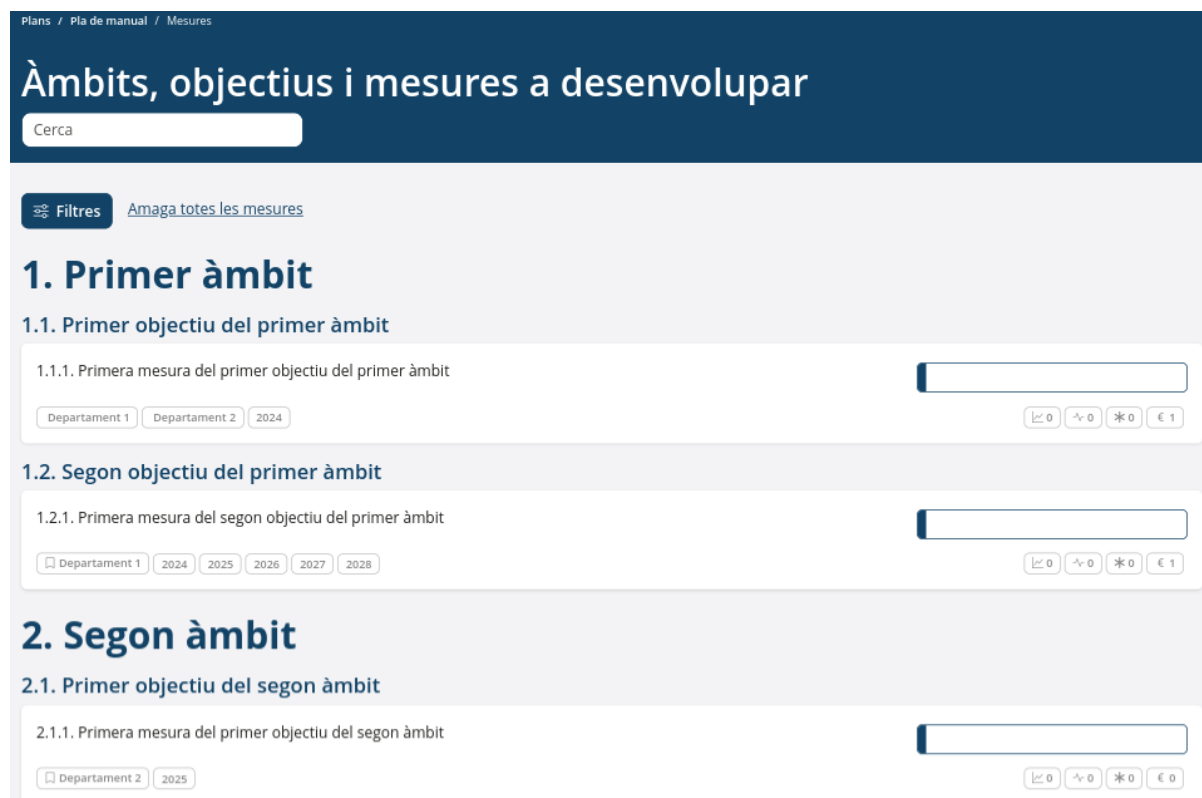 Plans / Pla de manual / Mesures
Àmbits, objectius i mesures a desenvolupar
Cerca
Filtres Amaga totes les mesures
1. Primer àmbit
1.1. Primer objectiu del primer àmbit
1.1.1. Primera mesura del primer objectiu del primer àmbit
Departament 1 Departament 2 2024 0 0 0 € 1
1.2. Segon objectiu del primer àmbit
1.2.1. Primera mesura del segon objectiu del primer àmbit
Departament 1 2024 2025 2026 2027 2028 0 0 0 € 1
2. Segon àmbit
2.1. Primer objectiu del segon àmbit
2.1.1. Primera mesura del primer objectiu del segon àmbit
Departament 2 2025 0 0 0 € 0